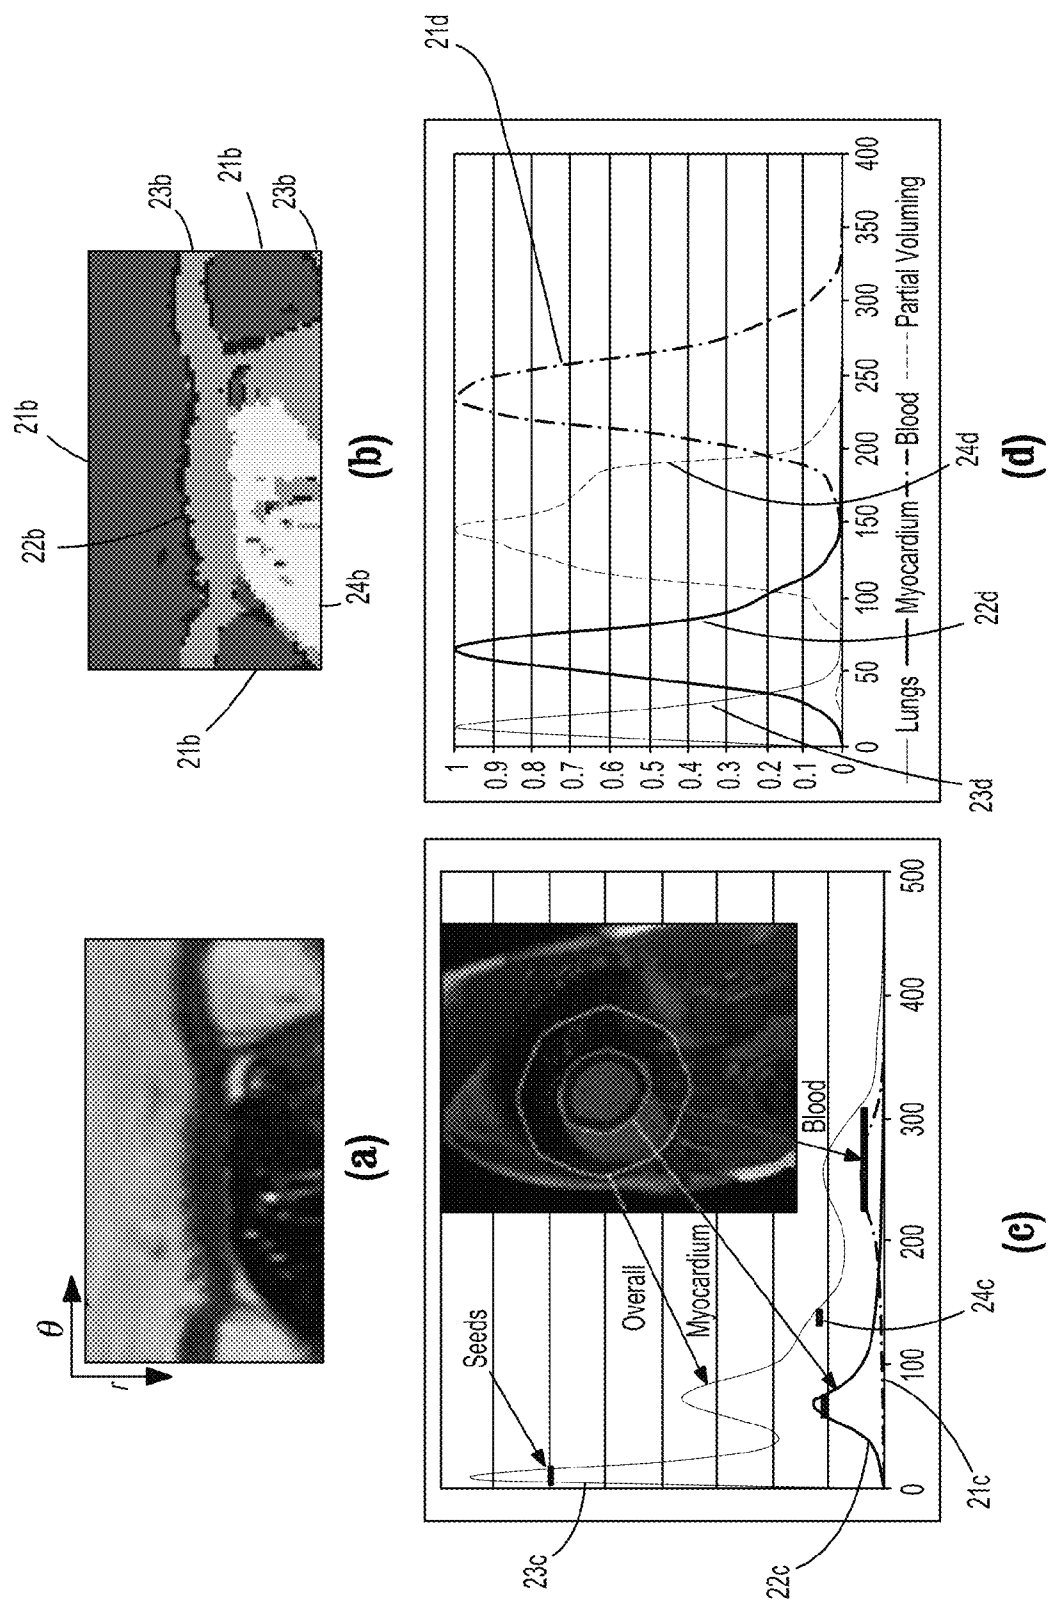 θ
r
(a)
21b
22b
21b
23b
21b
23b
24b
(b)
23c
Seeds
Overall
Myocardium
Blood
0
100
200
300
400
500
22c
21c
24c
(c)
21d
1
0.9
0.8
0.7
0.6
0.5
0.4
0.3
0.2
0.1
0
0
50
100
150
200
250
300
350
400
Lungs Myocardium Blood Partial Voluming
23d
22d
24d
(d)